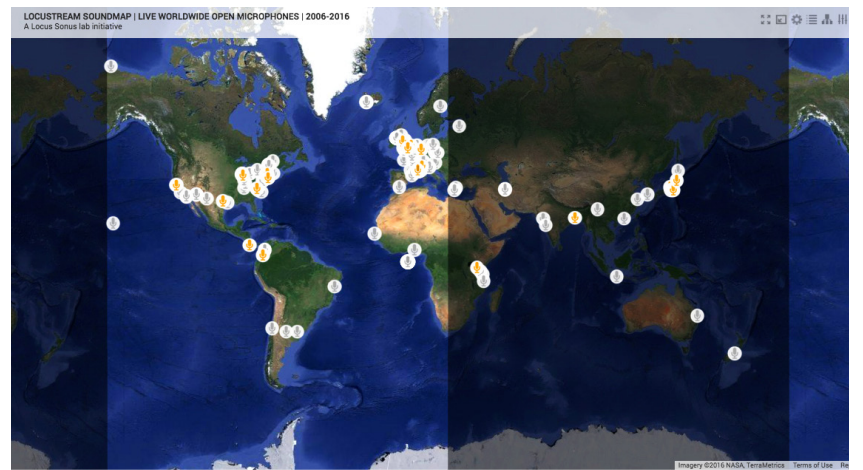 LOCUSTREAM SOUNDMAP | LIVE WORLDWIDE OPEN MICROPHONES | 2006-2016
A Locus Sonus lab initiative
Imagery ©2016 NASA, TerraMetrics Terms of Use Re